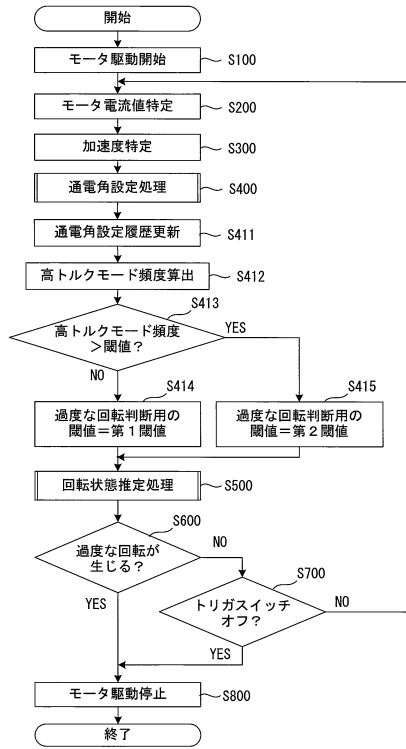 開始
モータ駆動開始
S100
モータ電流値特定
S200
加速度特定
S300
通電角設定処理
S400
通電角設定履歴更新
S411
高トルクモード頻度算出
S412
S413
高トルクモード頻度
＞閾値？
YES
NO
S414
S415
過度な回転判断用の
閾値＝第１閾値
過度な回転判断用の
閾値＝第２閾値
回転状態推定処理
S500
S600
過度な回転が
生じる？
NO
YES
S700
トリガスイッチ
オフ？
NO
YES
モータ駆動停止
S800
終了